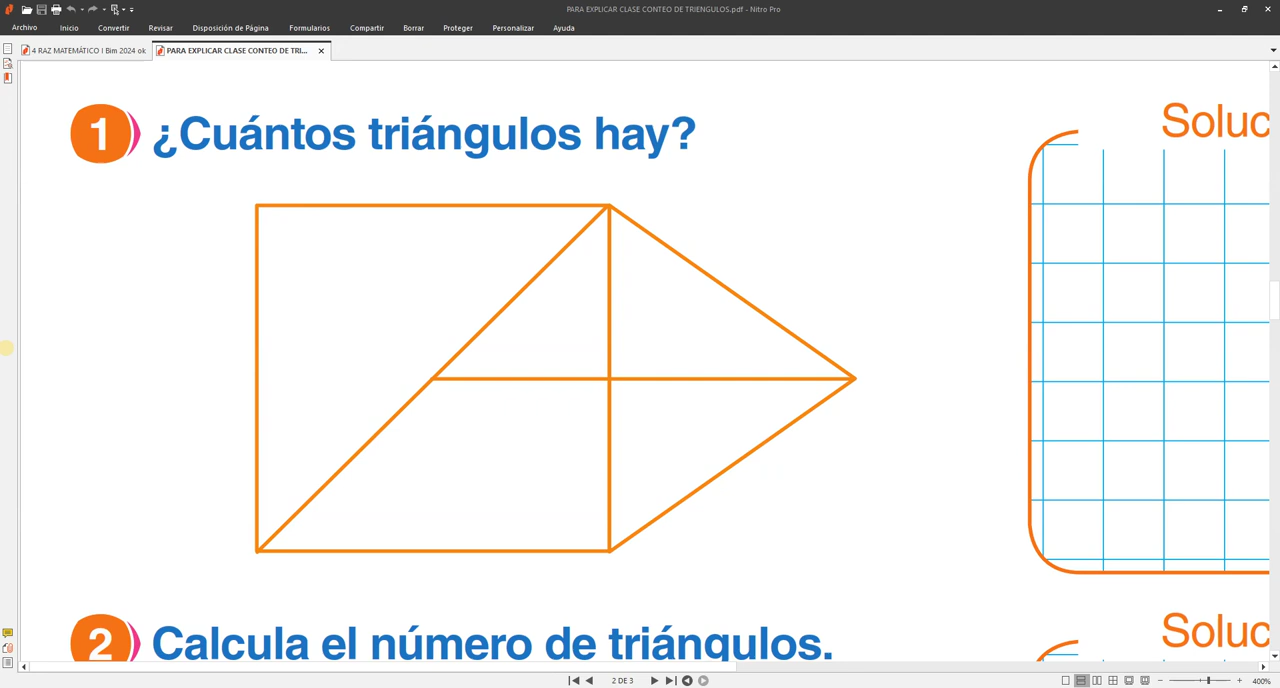 PARA EXPLICAR CLASE CONTEO DE TRIENGULOS.pdf - Nitro Pro
Archivo Inicio Convertir Revisar Disposición de Página Formularios Compartir Borrar Proteger Personalizar Ayuda
4 RAZ MATEMÁTICO I Bim 2024 ok PARA EXPLICAR CLASE CONTEO DE TRI...
1 ¿Cuántos triángulos hay?
Soluc
2 Calcula el número de triángulos.
Soluc
2 DE 3
400%